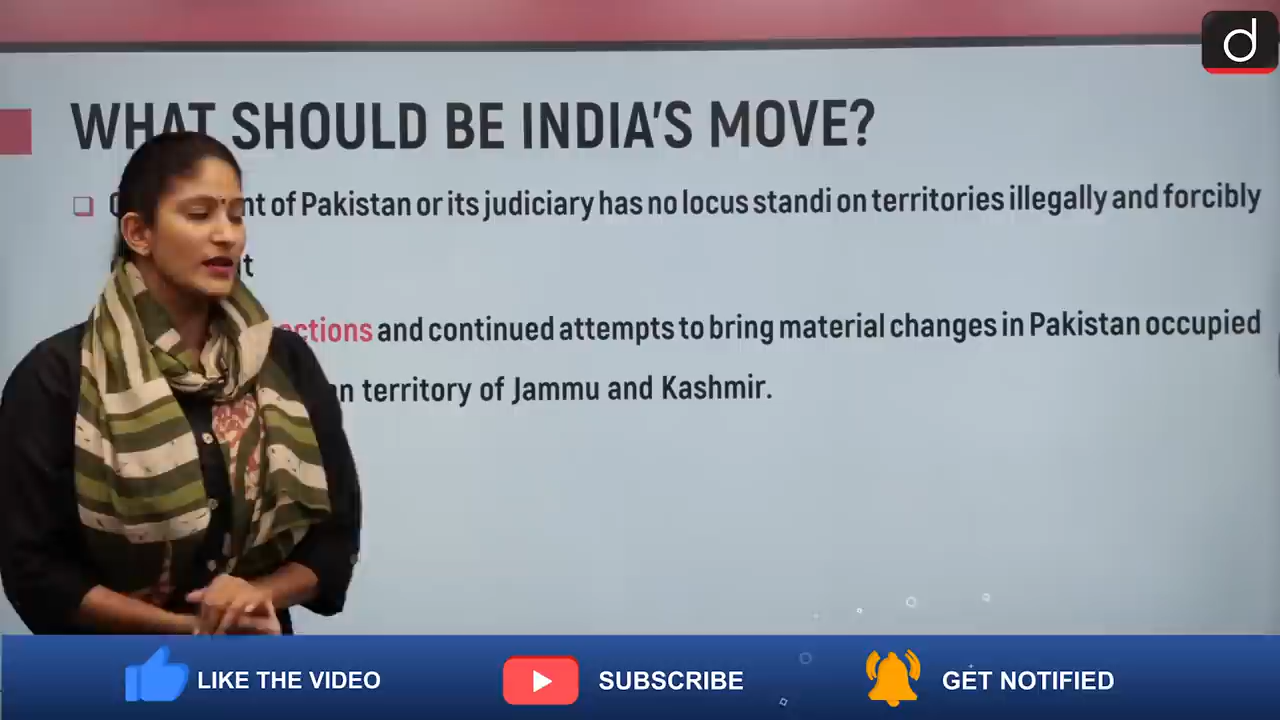 d
WHAT SHOULD BE INDIA'S MOVE?
of Pakistan or its judiciary has no locus standi on territories illegally and forcibly
and continued attempts to bring material changes in Pakistan occupied
territory of Jammu and Kashmir.
LIKE THE VIDEO
SUBSCRIBE
GET NOTIFIED